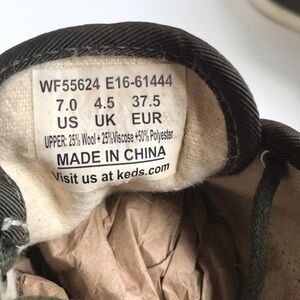 WF55624 E16-61444
7.0 4.5 37.5
US UK EUR
UPPER: 25% Wool + 25%Viscose +50% Polyester
MADE IN CHINA
Visit us at keds.com